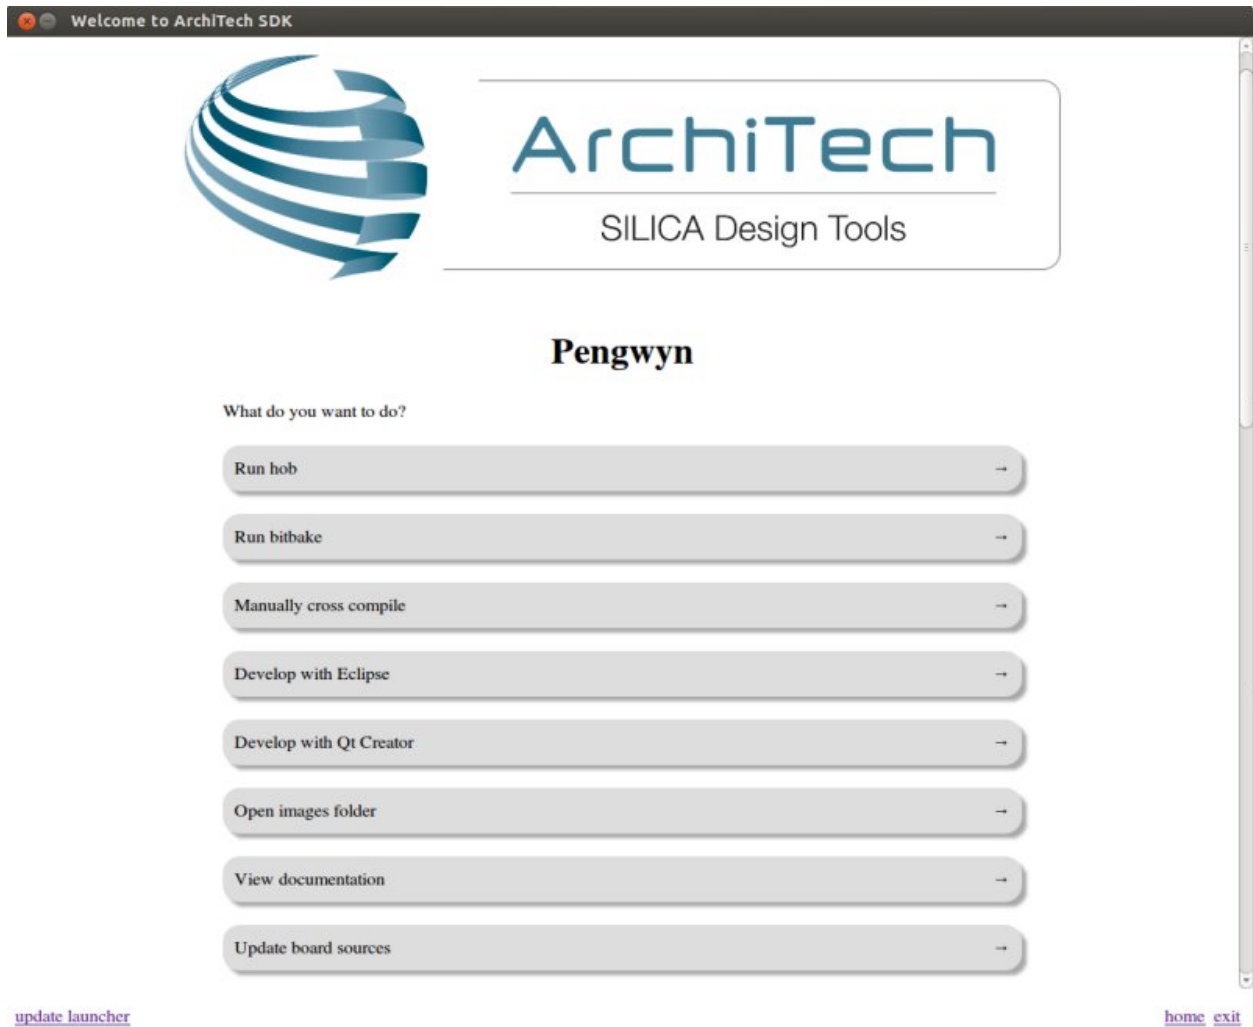 Welcome to ArchiTech SDK
ArchiTech
SILICA Design Tools
Pengwyn
What do you want to do?
Run hob →
Run bitbake →
Manually cross compile →
Develop with Eclipse →
Develop with Qt Creator →
Open images folder →
View documentation →
Update board sources →
update launcher home exit